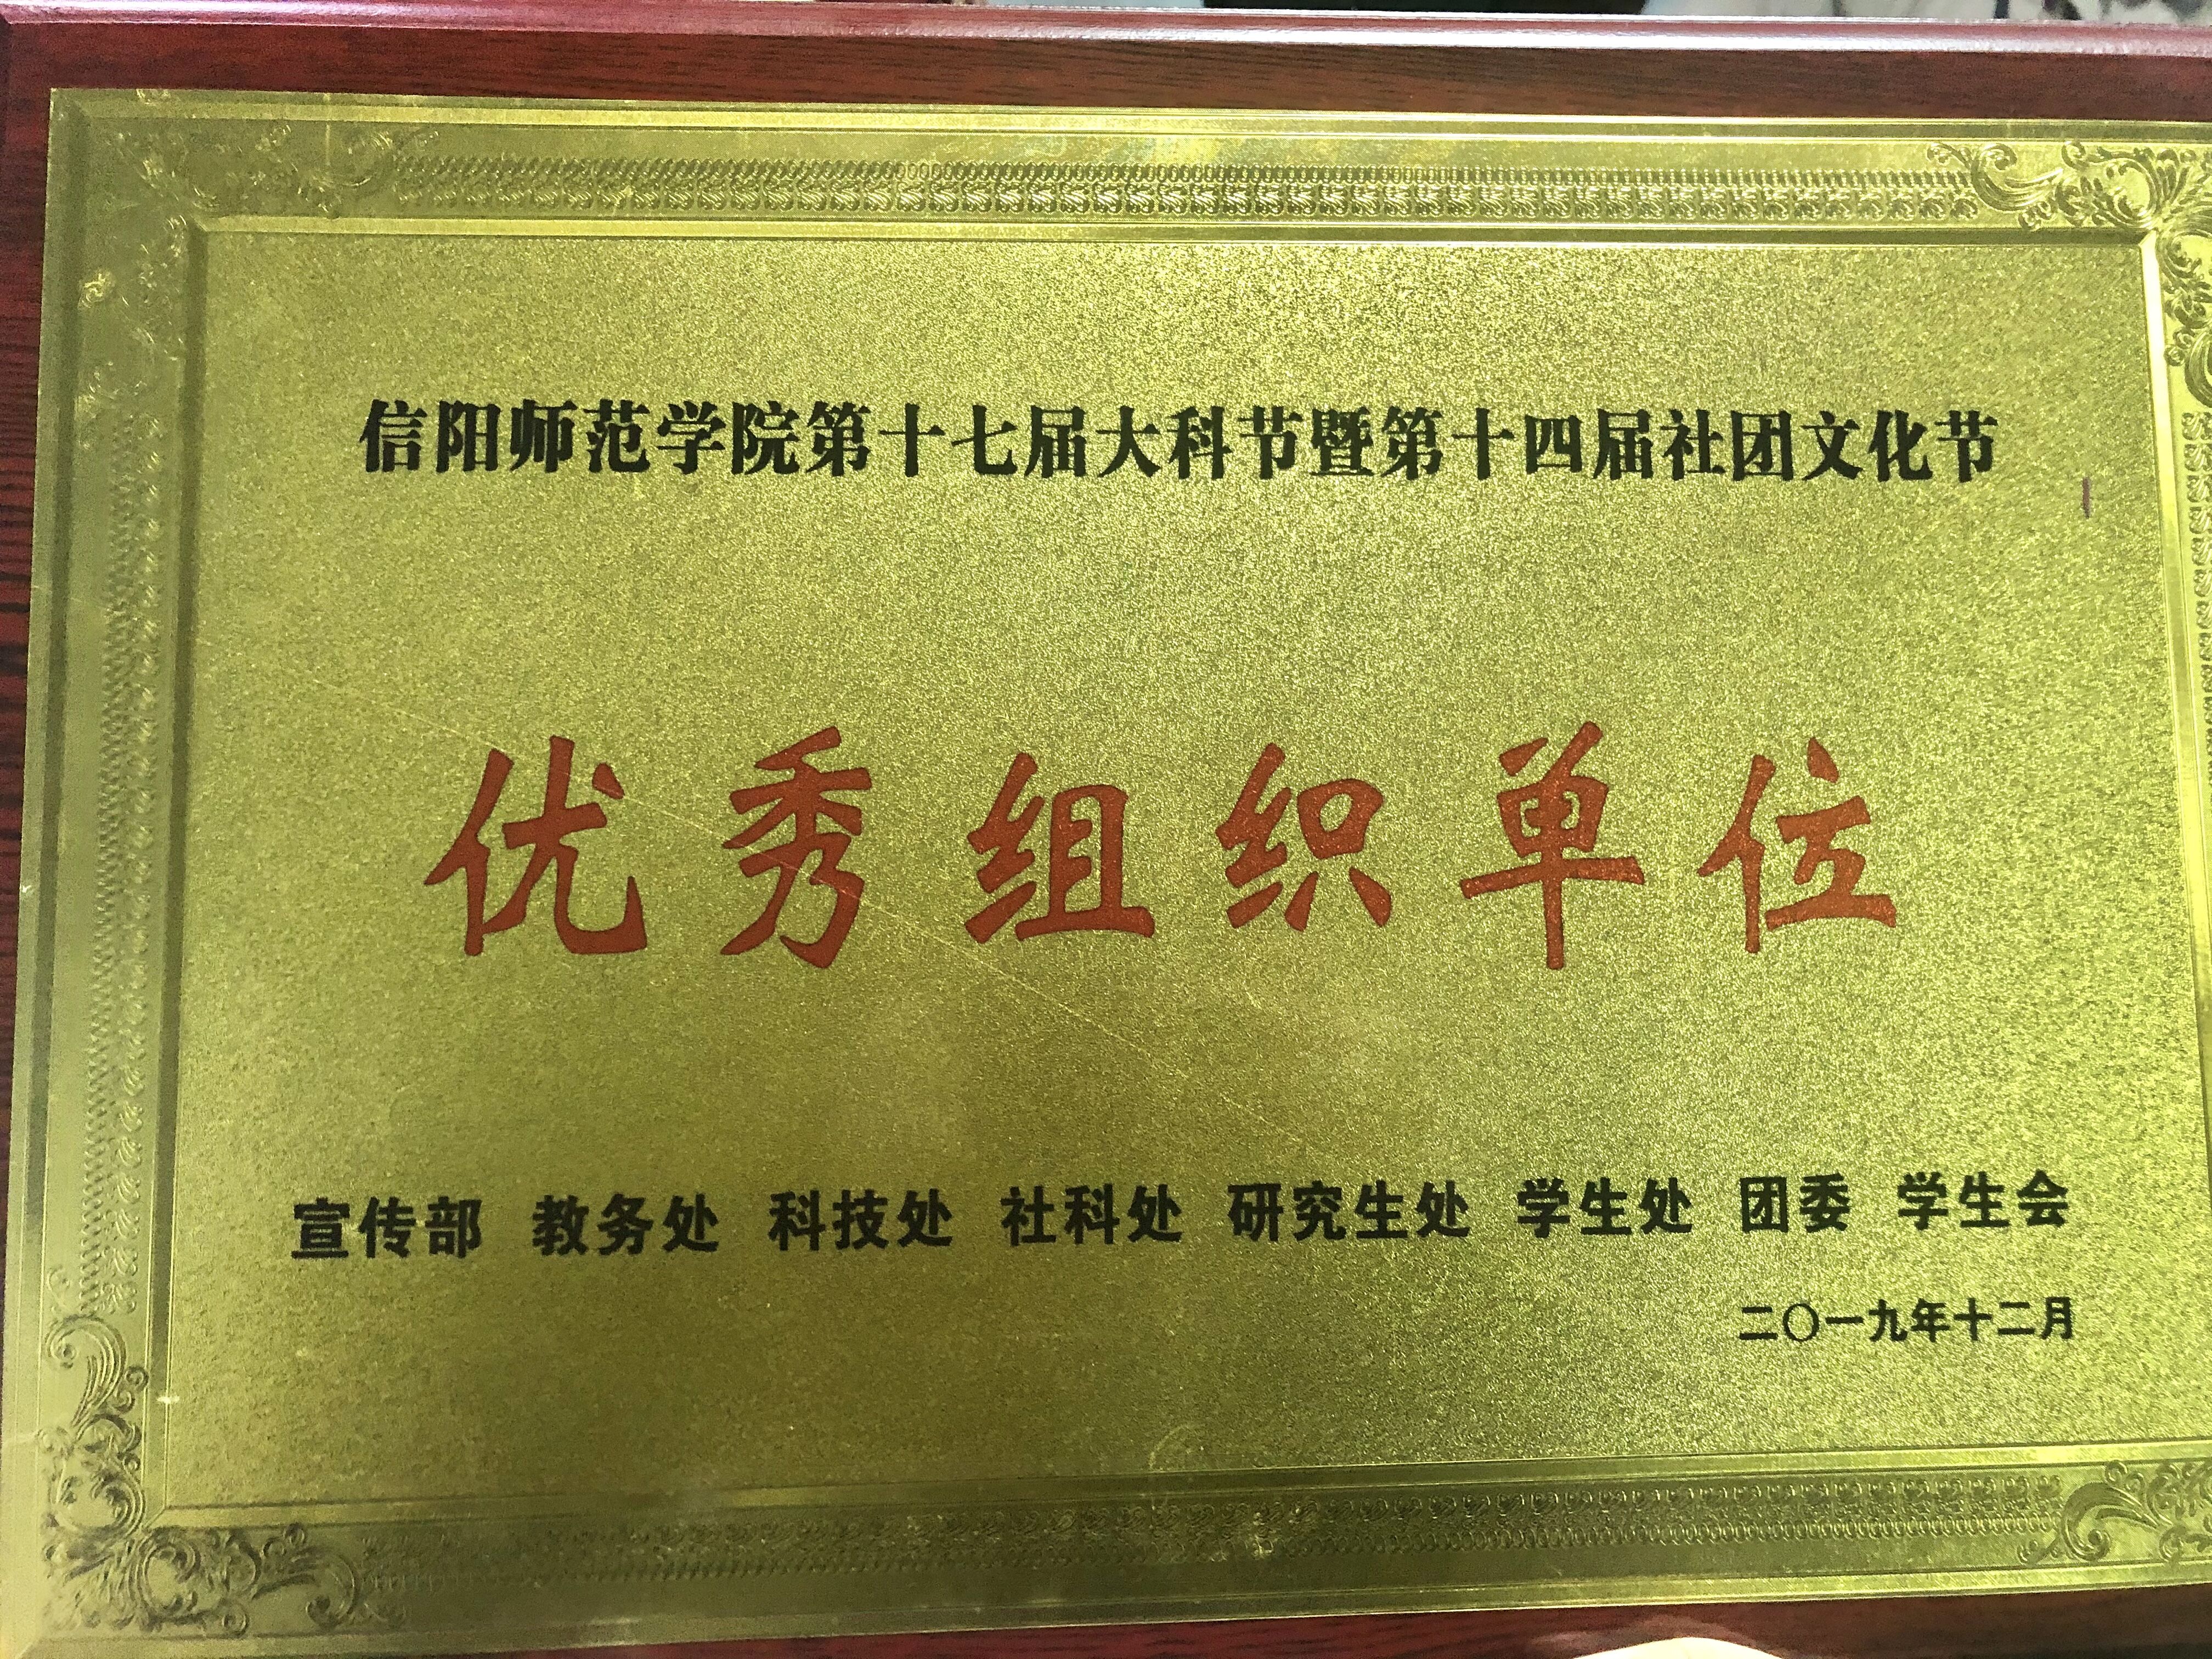 信阳师范学院第十七届大科节暨第十四届社团文化节
优秀组织单位
宣传部 教务处 科技处 社科处 研究生处 学生处 团委 学生会
二〇一九年十二月